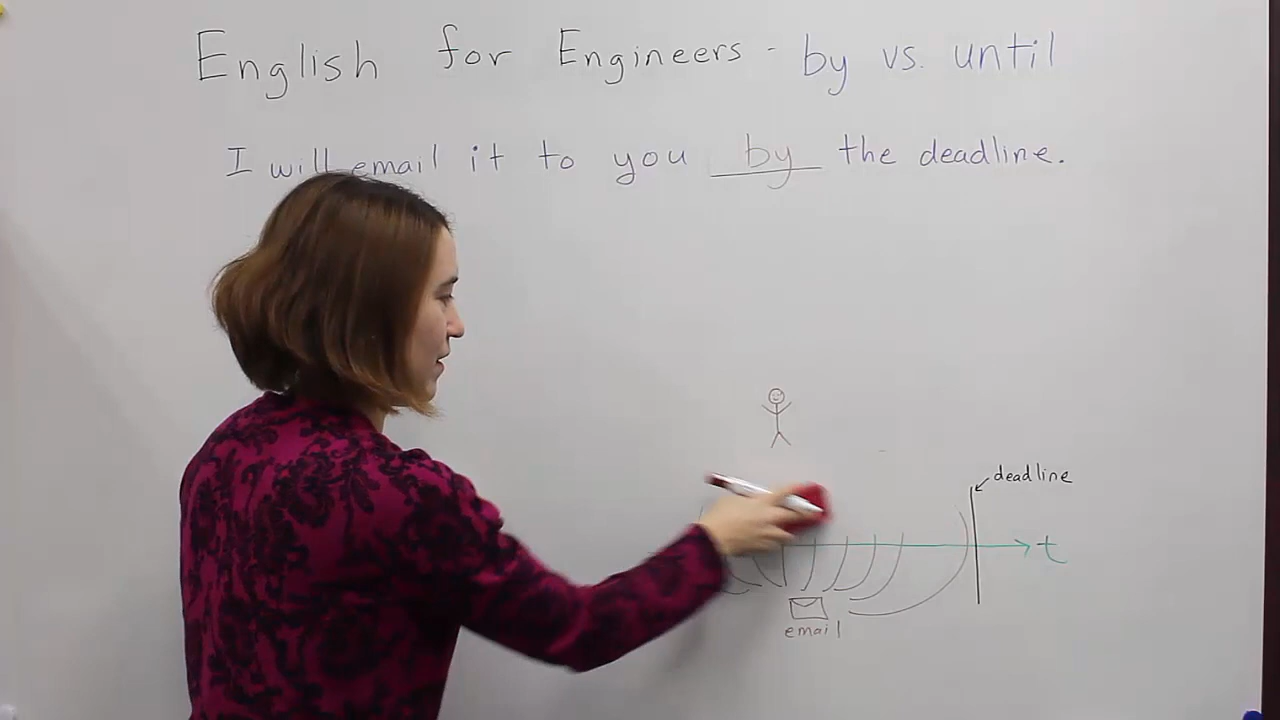 English for Engineers - by vs. until
I will email it to you by the deadline.
deadline
t
email